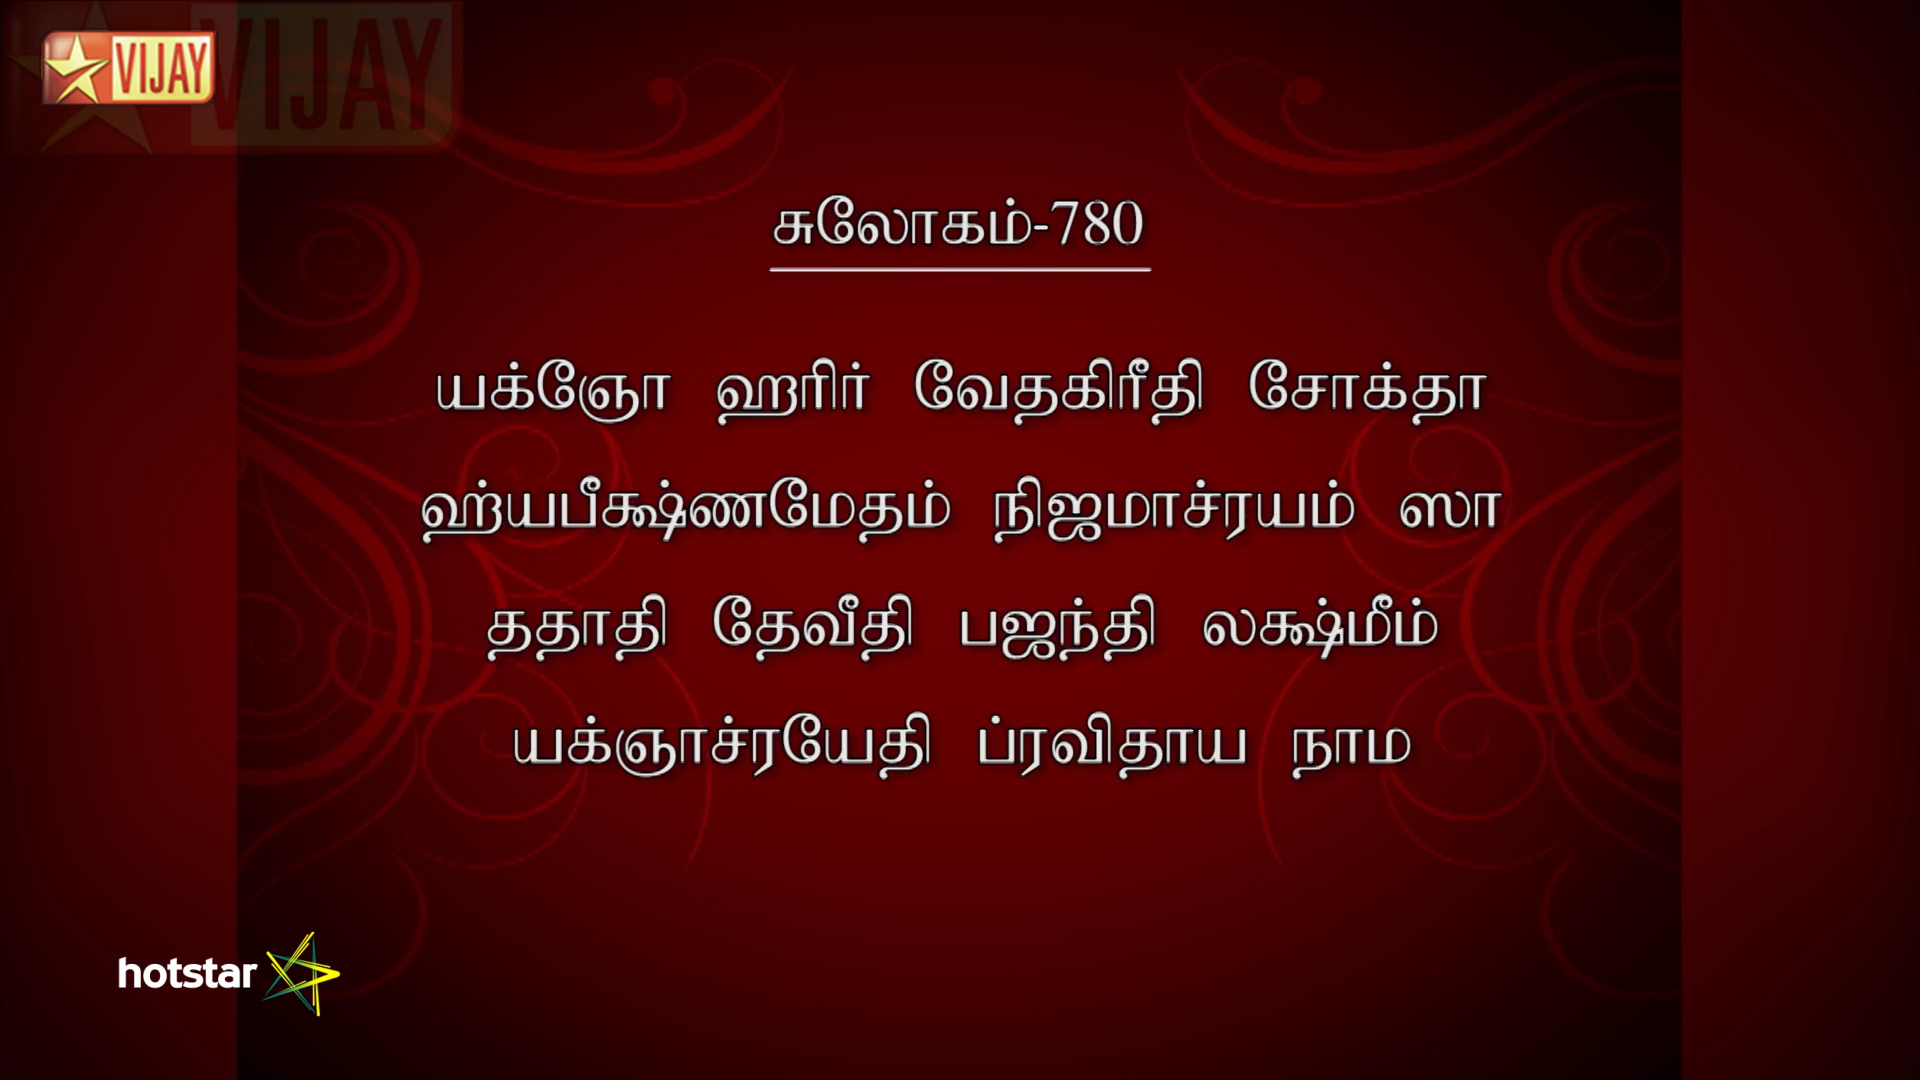 VIJAY
VIJAY
சுலோகம்-780
யக்ஞோ ஹரிர் வேதகிரீதி சோக்தா
ஹ்யபீக்ஷ்ணமேதம் நிஜமாச்ரயம் ஸா
ததாதி தேவீதி பஜந்தி லக்ஷ்மீம்
யக்ஞாச்ரயேதி ப்ரவிதாய நாம
hotstar